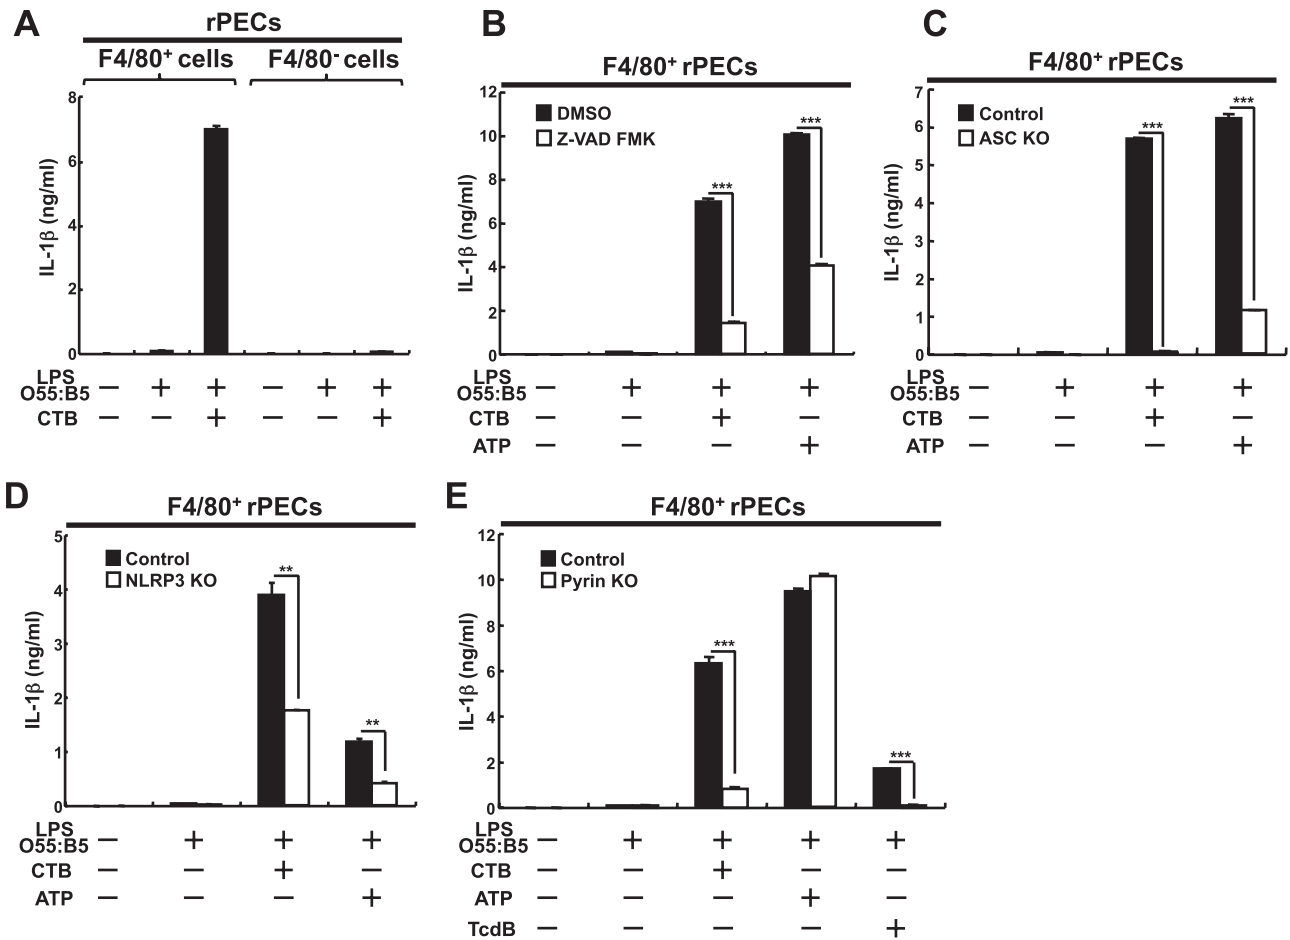 A
rPECs
F4/80+ cells
F4/80- cells
IL-1β (ng/ml)
8
6
4
2
0
LPS
O55:B5 — + + — + +
CTB — — + — — +
B
F4/80+ rPECs
DMSO
Z-VAD FMK
IL-1β (ng/ml)
12
10
8
6
4
2
0
***
***
LPS
O55:B5 — + + +
CTB — — + —
ATP — — — +
C
F4/80+ rPECs
Control
ASC KO
IL-1β (ng/ml)
7
6
5
4
3
2
1
0
***
***
LPS
O55:B5 — + + +
CTB — — + —
ATP — — — +
D
F4/80+ rPECs
Control
NLRP3 KO
IL-1β (ng/ml)
5
4
3
2
1
0
**
**
LPS
O55:B5 — + + +
CTB — — + —
ATP — — — +
E
F4/80+ rPECs
Control
Pyrin KO
IL-1β (ng/ml)
12
10
8
6
4
2
0
***
***
LPS
O55:B5 — + + + +
CTB — — + — —
ATP — — — + —
TcdB — — — — +